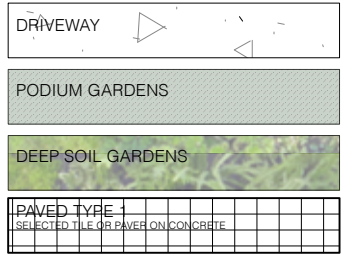 DRIVEWAY
PODIUM GARDENS
DEEP SOIL GARDENS
PAVED TYPE 1
SELECTED TILE OR PAVER ON CONCRETE